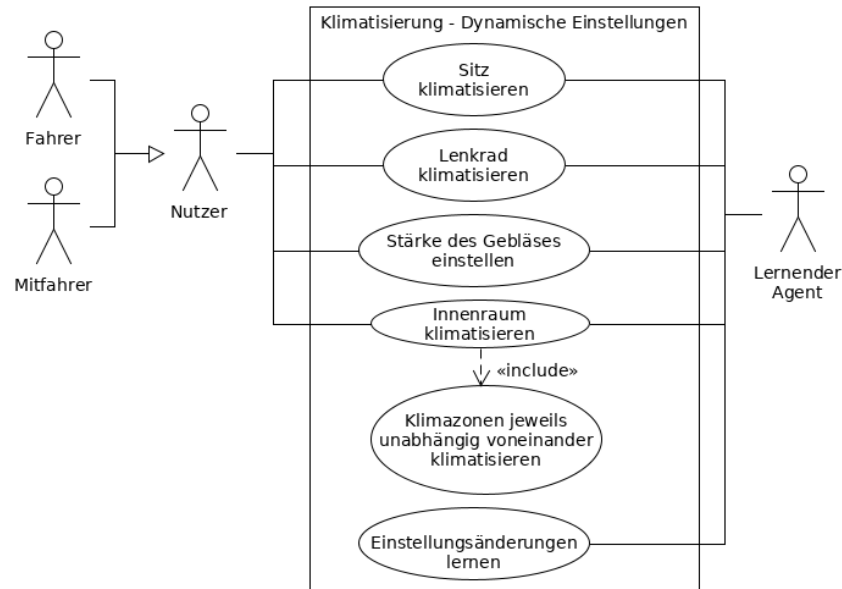 Klimatisierung - Dynamische Einstellungen
Sitz
klimatisieren
Fahrer
Lenkrad
klimatisieren
Nutzer
Mitfahrer
Stärke des Gebläses
einstellen
Lernender
Agent
Innenraum
klimatisieren
«include»
Klimazonen jeweils
unabhängig voneinander
klimatisieren
Einstellungsänderungen
lernen